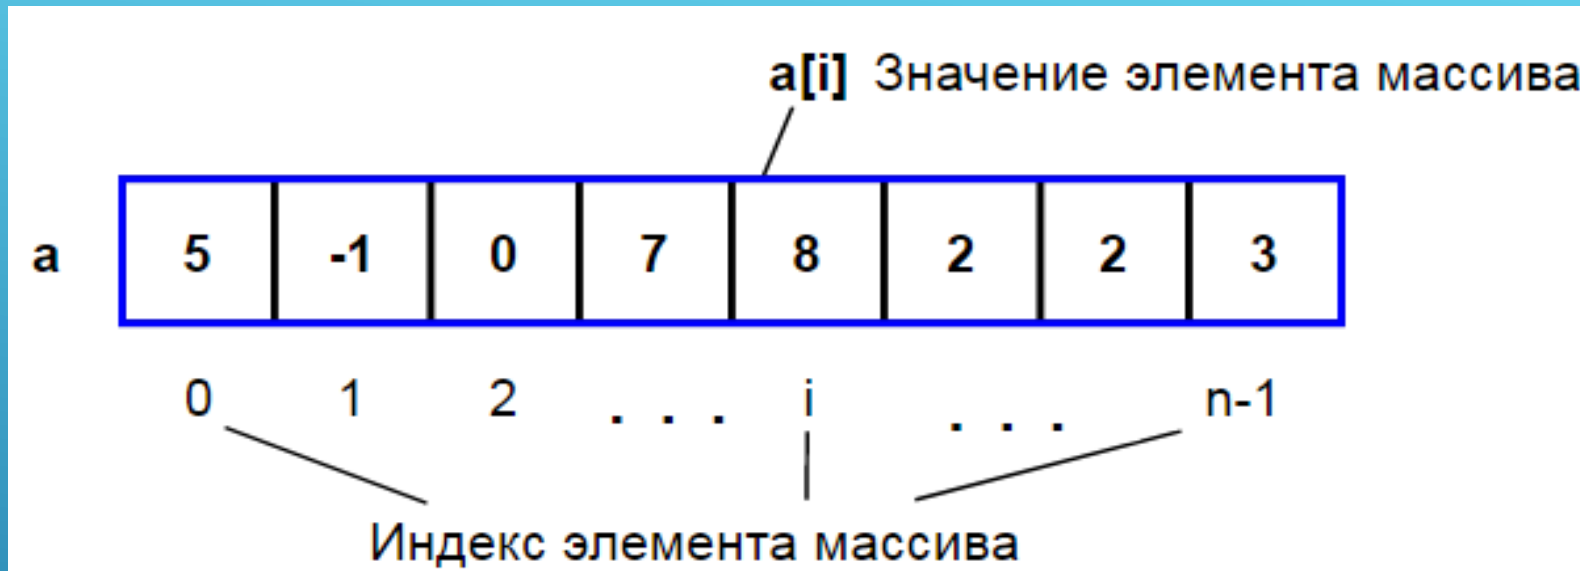 a[i] Значение элемента массива
a 5 -1 0 7 8 2 2 3
0 1 2 . . . i . . . n-1
Индекс элемента массива